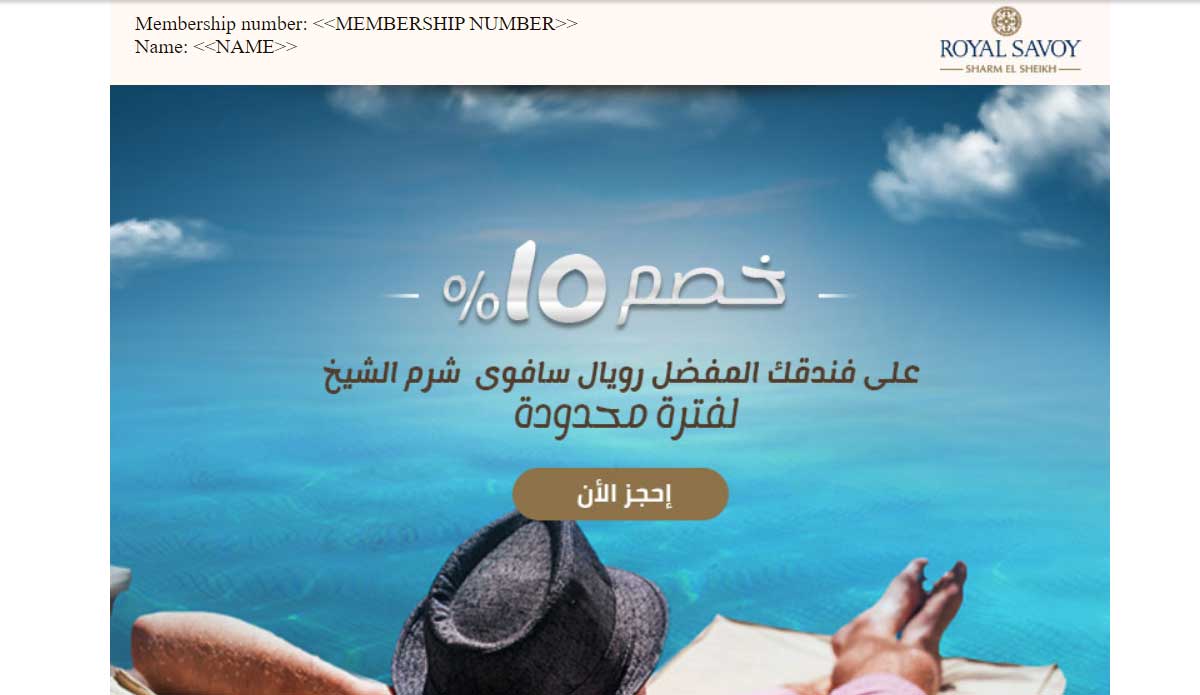 Membership number: <<MEMBERSHIP NUMBER>>
Name: <<NAME>>
ROYAL SAVOY
SHARM EL SHEIKH
خصم ١٥%
على فندقك المفضل رويال سافوى شرم الشيخ
لفترة محدودة
إحجز الأن